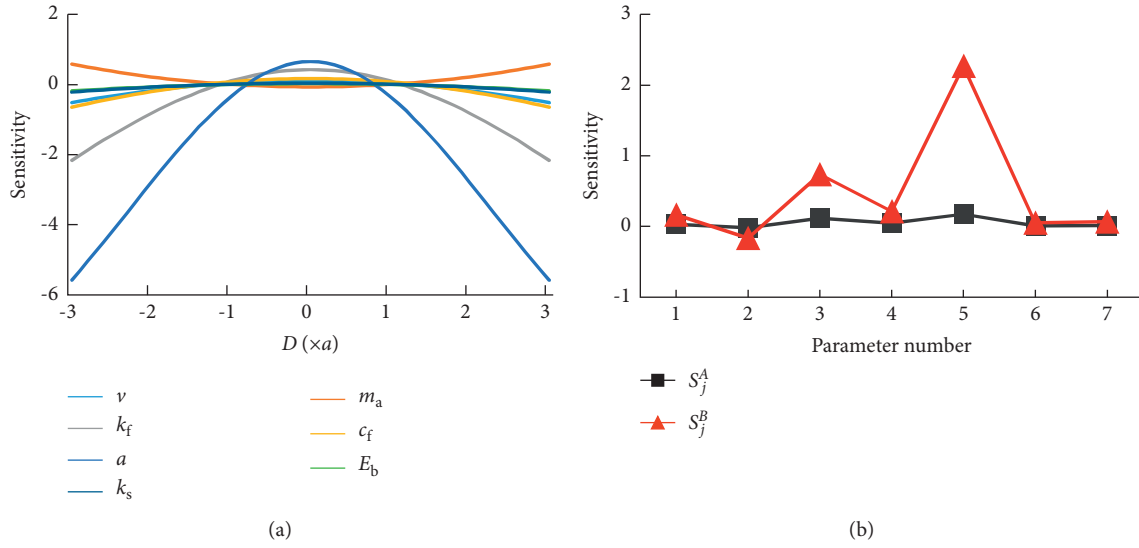 2
0
-2
-4
-6
Sensitivity
-3
-2
-1
0
1
2
3
D (×a)
v
k_f
a
k_s
m_a
c_f
E_b
(a)
3
2
1
0
-1
Sensitivity
1
2
3
4
5
6
7
Parameter number
S_j^A
S_j^B
(b)